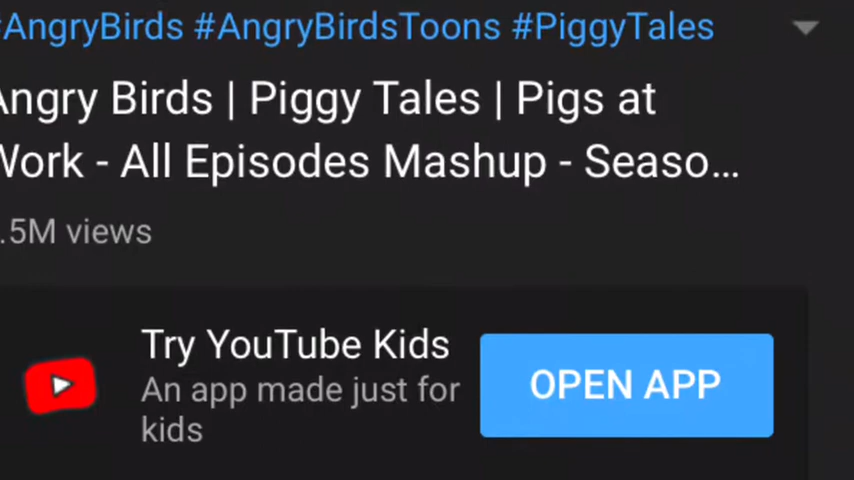 #AngryBirds #AngryBirdsToons #PiggyTales
Angry Birds | Piggy Tales | Pigs at
Work - All Episodes Mashup - Seaso...
.5M views
Try YouTube Kids
An app made just for
kids
OPEN APP